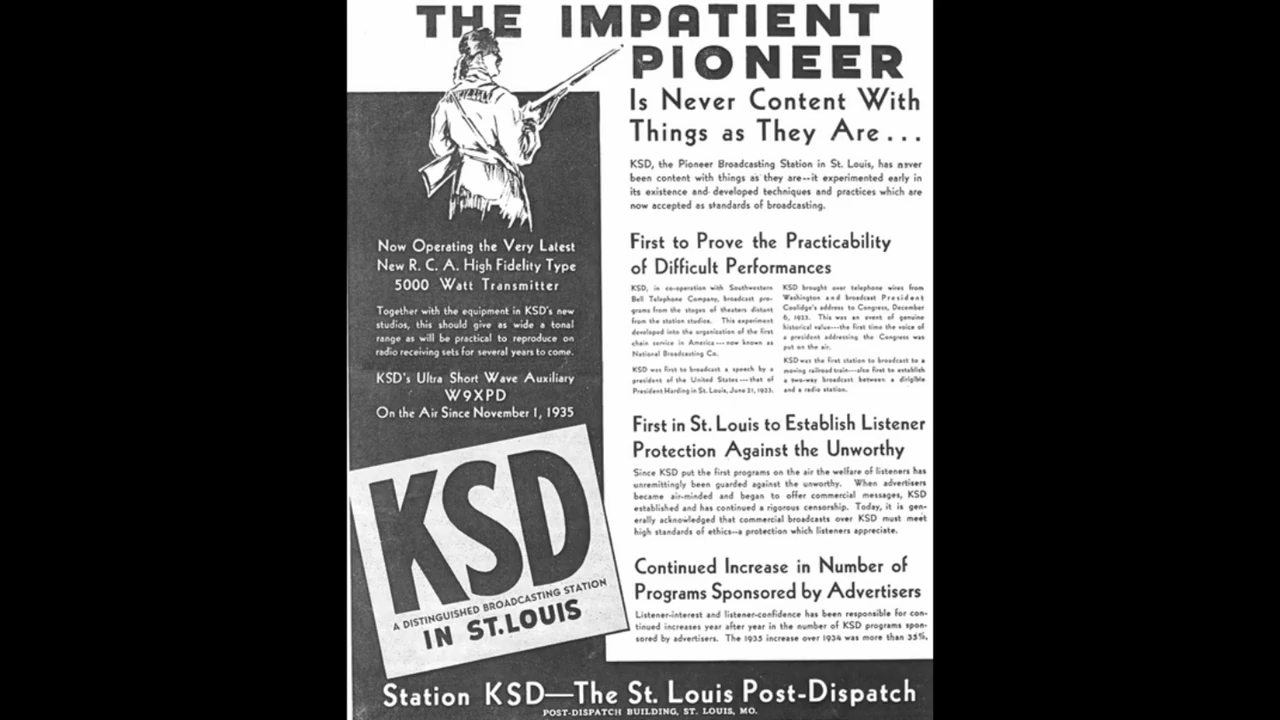 THE IMPATIENT
PIONEER
Is Never Content With
Things as They Are...
KSD, the Pioneer Broadcasting Station in St. Louis, has never
been content with things as they are--it experimented early in
its existence and developed techniques and practices which are
now accepted as standards of broadcasting.
First to Prove the Practicability
of Difficult Performances
KSD, in co-operation with Southwestern
Bell Telephone Company, broadcast pro-
grams from the stages of theaters distant
from the station studios. This experiment
developed into the organization of the first
chain service in America---now known as
National Broadcasting Co.
KSD was first to broadcast a speech by a
president of the United States---that of
President Harding in St. Louis, June 21, 1923.
KSD brought over telephone wires from
Washington and broadcast President
Coolidge's address to Congress, December
6, 1923. This was an event of genuine
historical value---the first time the voice of
a president addressing the Congress was
put on the air.
KSD was the first station to broadcast to a
moving railroad train---also first to establish
a two-way broadcast between a dirigible
and a radio station.
First in St. Louis to Establish Listener
Protection Against the Unworthy
Since KSD put the first programs on the air the welfare of listeners has
unremittingly been guarded against the unworthy. When advertisers
became air-minded and began to offer commercial messages, KSD
established and has continued a rigorous censorship. Today, it is gen-
erally acknowledged that commercial broadcasts over KSD must meet
high standards of ethics--a protection which listeners appreciate.
Continued Increase in Number of
Programs Sponsored by Advertisers
Listener-interest and listener-confidence has been responsible for con-
tinued increases year after year in the number of KSD programs spon-
sored by advertisers. The 1935 increase over 1934 was more than 35%.
Now Operating the Very Latest
New R. C. A. High Fidelity Type
5000 Watt Transmitter
Together with the equipment in KSD's new
studios, this should give as wide a tonal
range as will be practical to reproduce on
radio receiving sets for several years to come.
KSD's Ultra Short Wave Auxiliary
W9XPD
On the Air Since November 1, 1935
KSD
A DISTINGUISHED BROADCASTING STATION
IN ST. LOUIS
Station KSD—The St. Louis Post-Dispatch
POST-DISPATCH BUILDING, ST. LOUIS, MO.